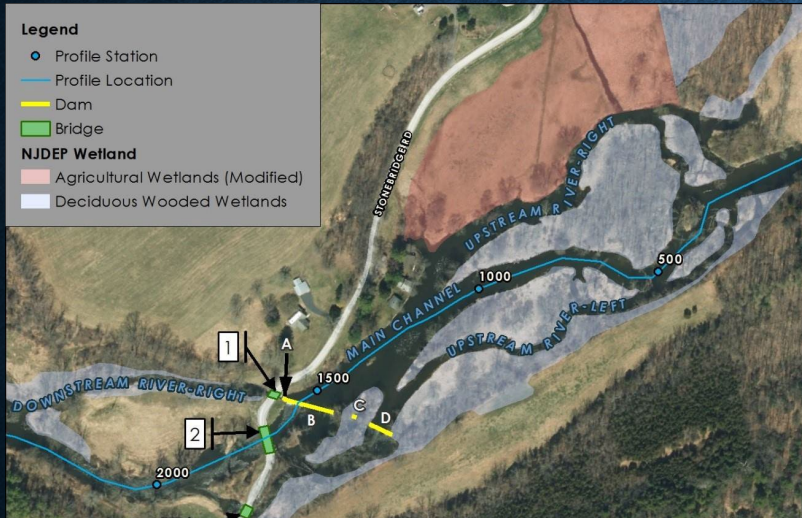 Legend
Profile Station
Profile Location
Dam
Bridge
NJDEP Wetland
Agricultural Wetlands (Modified)
Deciduous Wooded Wetlands
STONEBRIDGE RD
UPSTREAM RIVER-RIGHT
500
1000
MAIN CHANNEL
UPSTREAM RIVER-LEFT
1
A
1500
DOWNSTREAM RIVER-RIGHT
B
C
D
2
2000